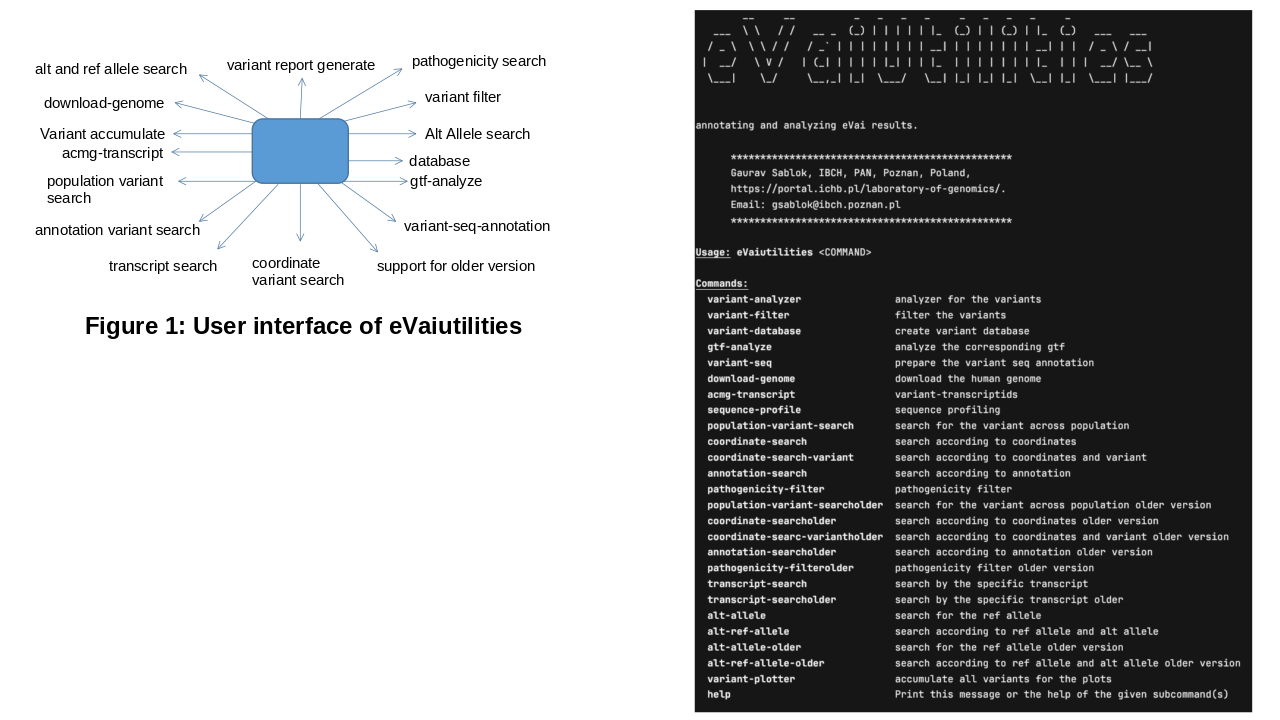 alt and ref allele search
variant report generate
pathogenicity search
download-genome
variant filter
Variant accumulate
Alt Allele search
acmg-transcript
database
population variant
search
gtf-analyze
annotation variant search
variant-seq-annotation
transcript search
coordinate
variant search
support for older version
Figure 1: User interface of eVaiutilities
eVaiutilities
annotating and analyzing eVai results.
************************************************
Gaurav Sablok, IBCH, PAN, Poznan, Poland,
https://portal.ichb.pl/laboratory-of-genomics/.
Email: gsablok@ibch.poznan.pl
************************************************
Usage: eVaiutilities <COMMAND>
Commands:
variant-analyzer analyzer for the variants
variant-filter filter the variants
variant-database create variant database
gtf-analyze analyze the corresponding gtf
variant-seq prepare the variant seq annotation
download-genome download the human genome
acmg-transcript variant-transcriptids
sequence-profile sequence profiling
population-variant-search search for the variant across population
coordinate-search search according to coordinates
coordinate-search-variant search according to coordinates and variant
annotation-search search according to annotation
pathogenicity-filter pathogenicity filter
population-variant-searcholder search for the variant across population older version
coordinate-searcholder search according to coordinates older version
coordinate-searc-variantholder search according to coordinates and variant older version
annotation-searcholder search according to annotation older version
pathogenicity-filterolder pathogenicity filter older version
transcript-search search by the specific transcript
transcript-searcholder search by the specific transcript older
alt-allele search for the ref allele
alt-ref-allele search according to ref allele and alt allele
alt-allele-older search for the ref allele older version
alt-ref-allele-older search according to ref allele and alt allele older version
variant-plotter accumulate all variants for the plots
help Print this message or the help of the given subcommand(s)